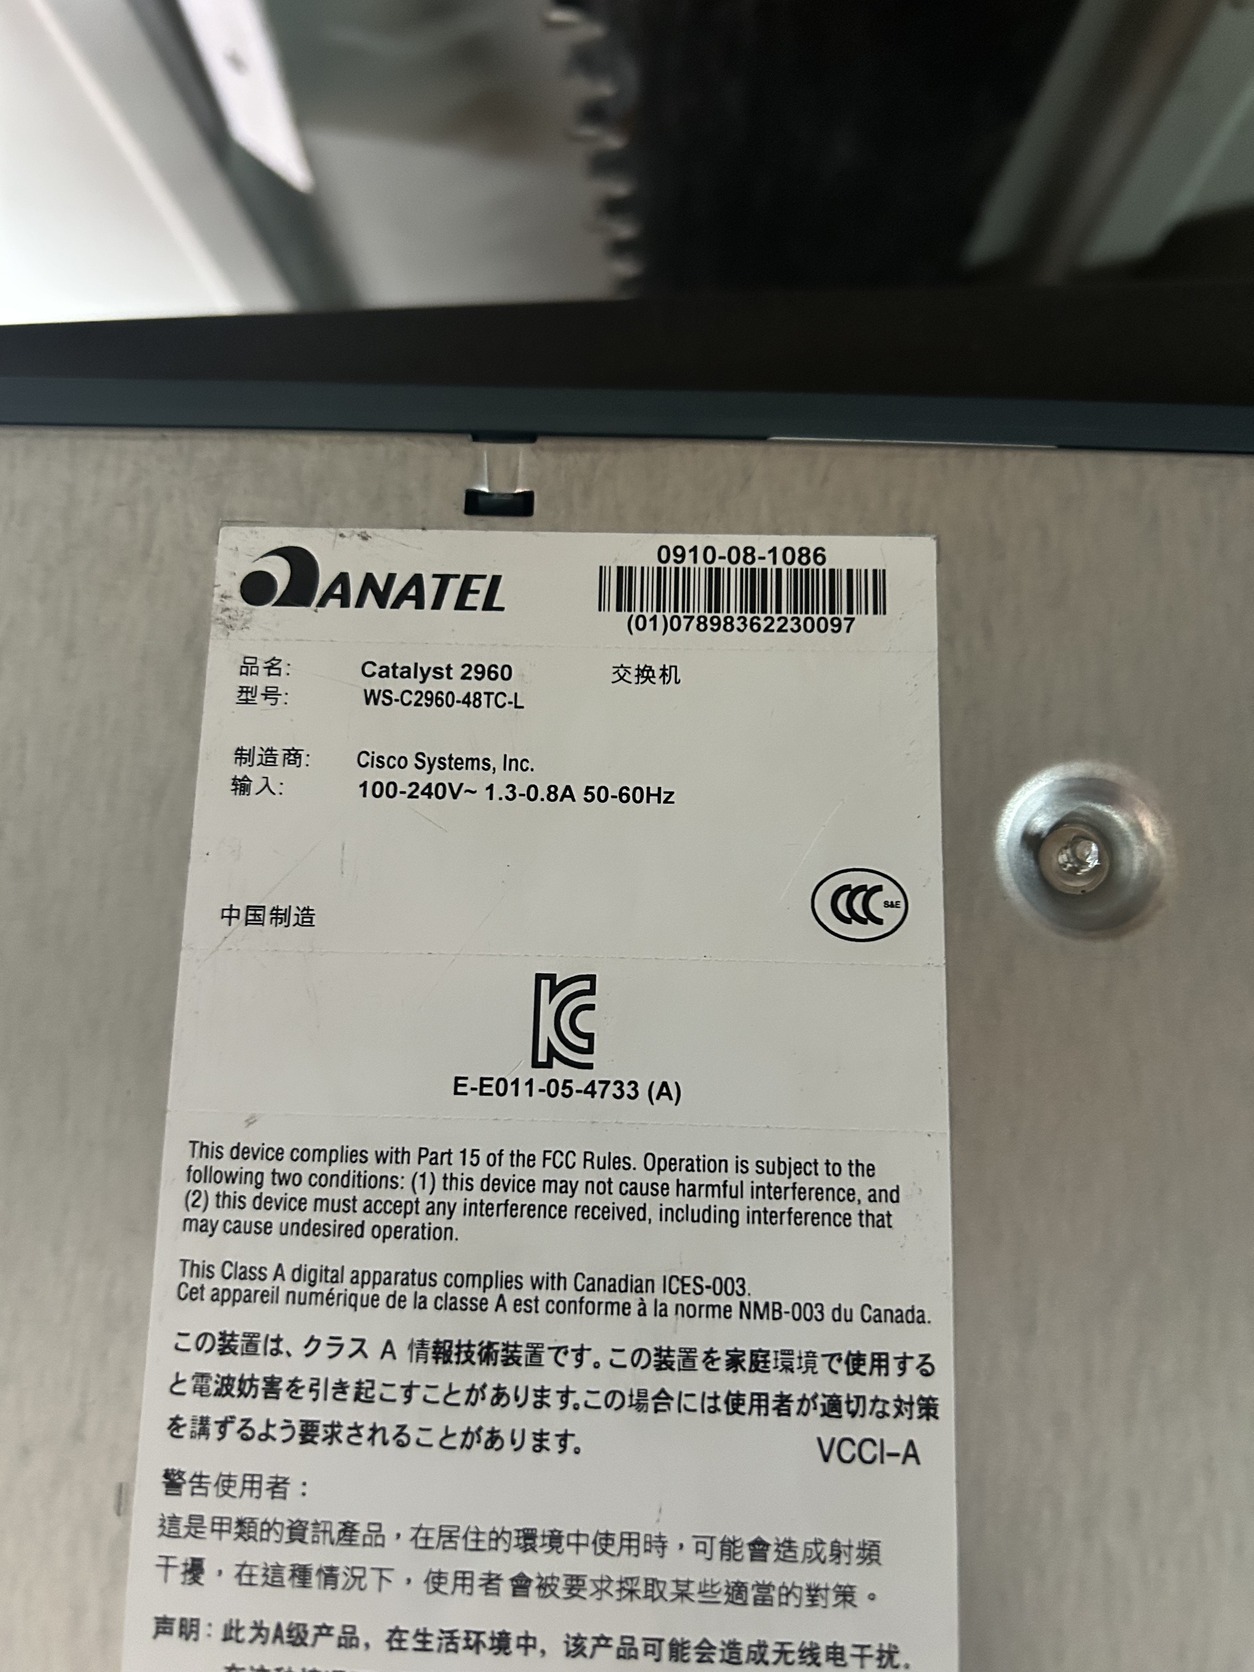 ANATEL
0910-08-1086
(01)07898362230097
品名: Catalyst 2960 交换机
型号: WS-C2960-48TC-L
制造商: Cisco Systems, Inc.
输入: 100-240V~ 1.3-0.8A 50-60Hz
中国制造
CCC S&E
KC
E-E011-05-4733 (A)
This device complies with Part 15 of the FCC Rules. Operation is subject to the
following two conditions: (1) this device may not cause harmful interference, and
(2) this device must accept any interference received, including interference that
may cause undesired operation.
This Class A digital apparatus complies with Canadian ICES-003.
Cet appareil numérique de la classe A est conforme à la norme NMB-003 du Canada.
この装置は、クラス A 情報技術装置です。この装置を家庭環境で使用する
と電波妨害を引き起こすことがあります。この場合には使用者が適切な対策
を講ずるよう要求されることがあります。
VCCI-A
警告使用者：
這是甲類的資訊產品，在居住的環境中使用時，可能會造成射頻
干擾，在這種情況下，使用者會被要求採取某些適當的對策。
声明：此为A级产品，在生活环境中，该产品可能会造成无线电干扰。